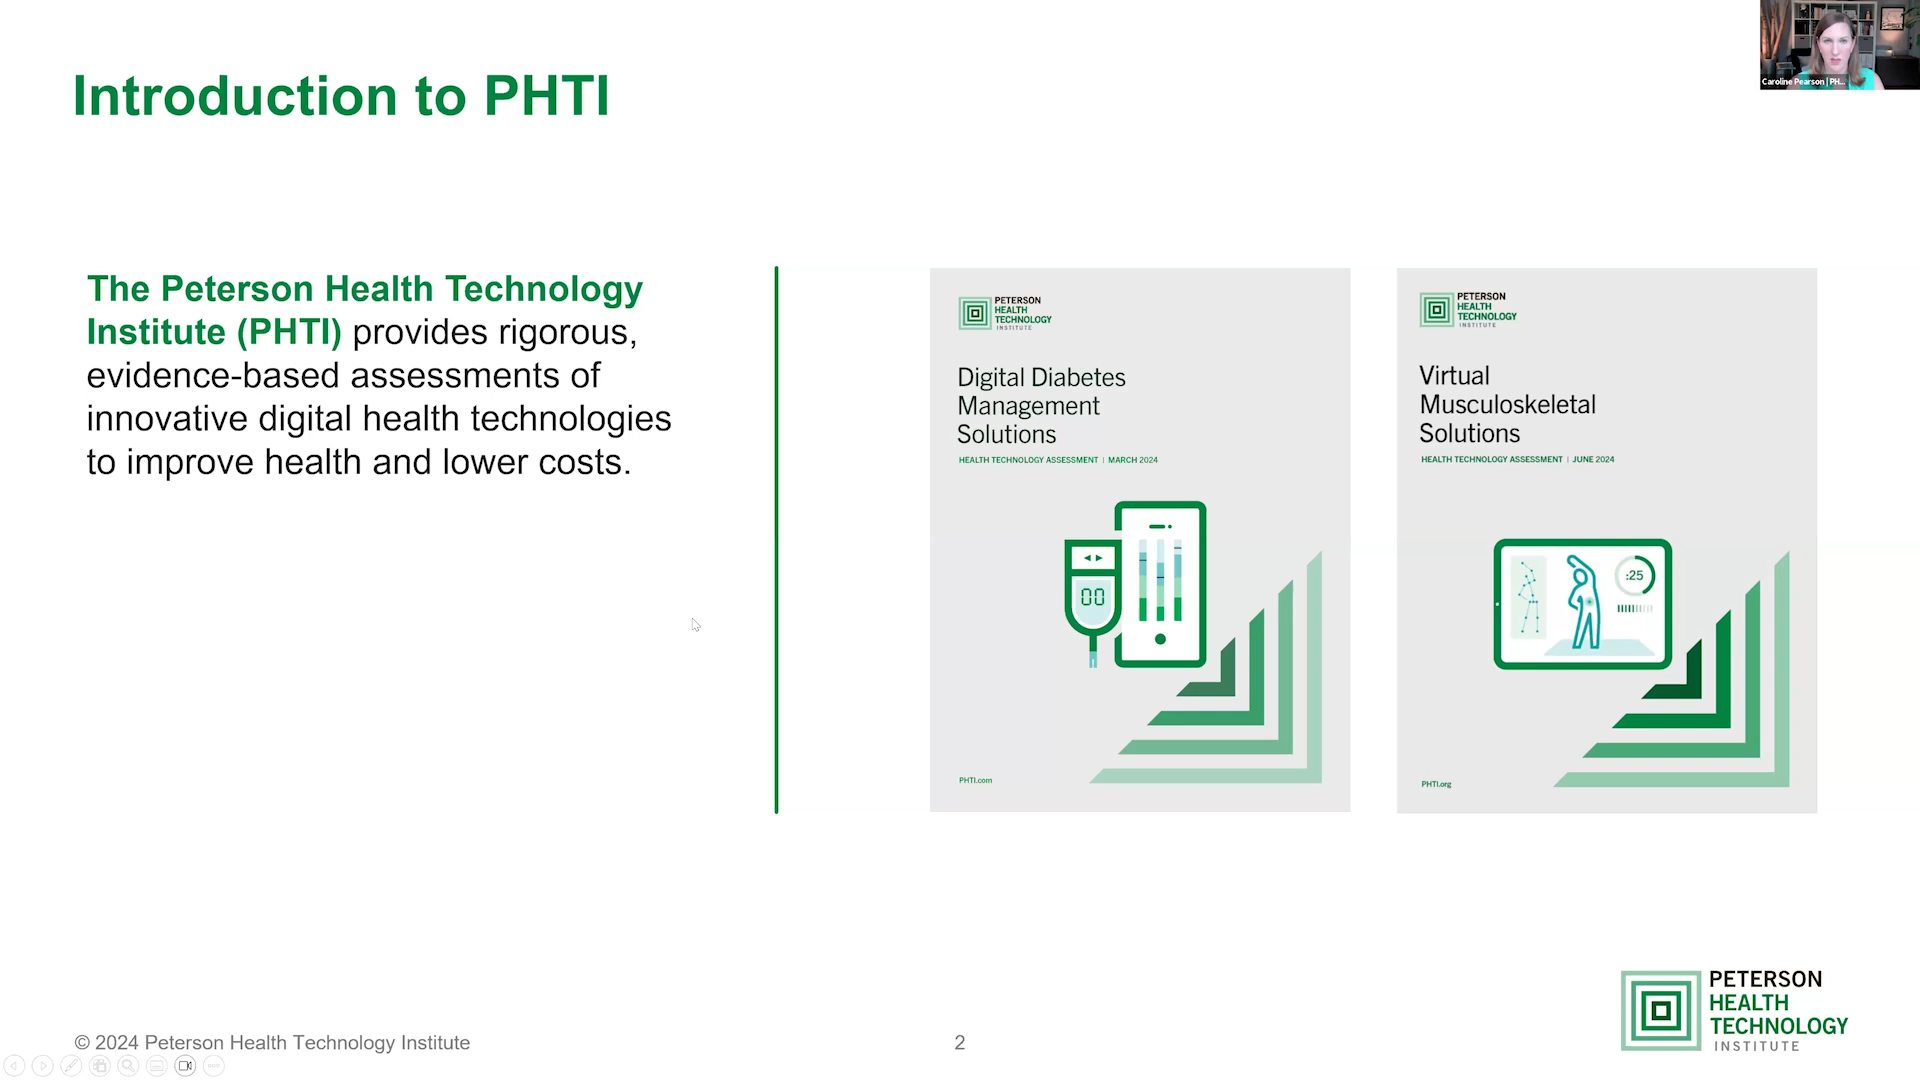 Introduction to PHTI
Caroline Pearson | PH...
The Peterson Health Technology
Institute (PHTI) provides rigorous,
evidence-based assessments of
innovative digital health technologies
to improve health and lower costs.
PETERSON
HEALTH
TECHNOLOGY
INSTITUTE
Digital Diabetes
Management
Solutions
HEALTH TECHNOLOGY ASSESSMENT | MARCH 2024
00
PHTI.com
PETERSON
HEALTH
TECHNOLOGY
INSTITUTE
Virtual
Musculoskeletal
Solutions
HEALTH TECHNOLOGY ASSESSMENT | JUNE 2024
:25
PHTI.org
© 2024 Peterson Health Technology Institute
2
PETERSON
HEALTH
TECHNOLOGY
INSTITUTE